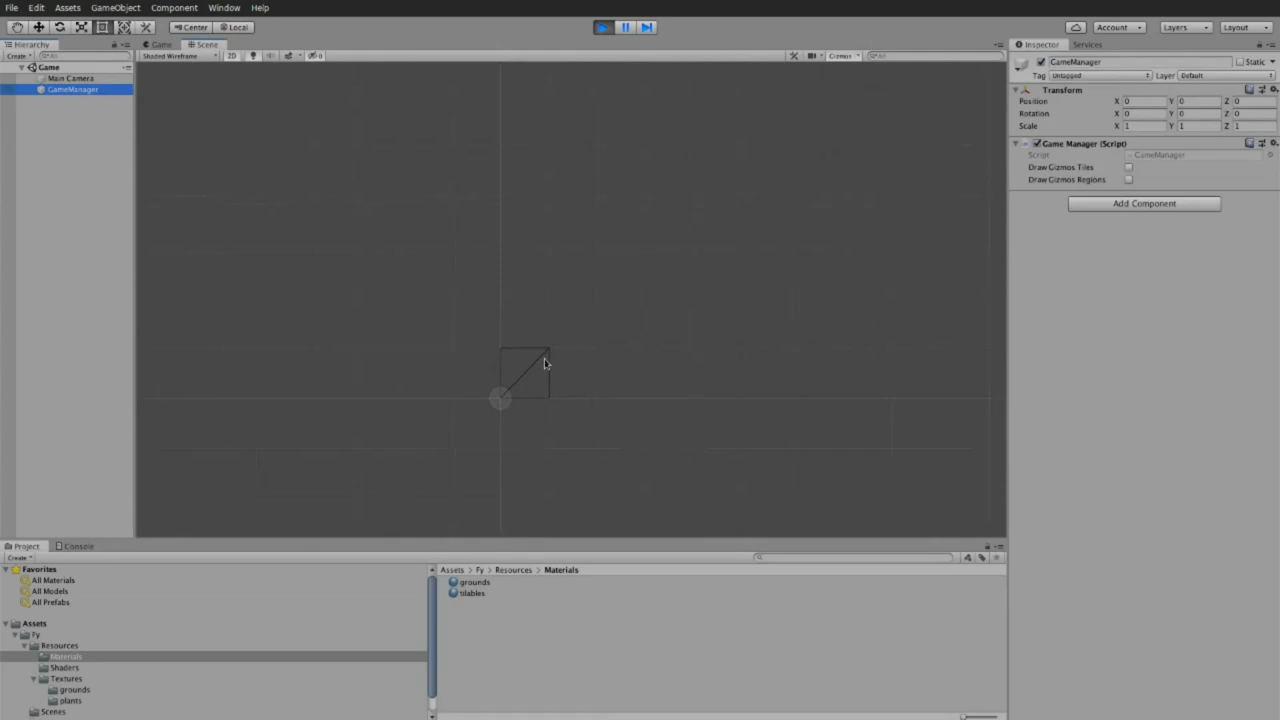 File Edit Assets GameObject Component Window Help
Center Local Account Layers Layout
Hierarchy Game Scene Inspector Services
Create Shaded Wireframe 2D Gizmos
Game GameManager Static
Main Camera Tag Untagged Layer Default
GameManager Transform
Position X 0 Y 0 Z 0
Rotation X 0 Y 0 Z 0
Scale X 1 Y 1 Z 1
Game Manager (Script)
Script GameManager
Draw Gizmos Tiles
Draw Gizmos Regions
Add Component
Project Console
Create
Favorites Assets > Fy > Resources > Materials
All Materials grounds
All Models tilables
All Prefabs
Assets
Fy
Resources
Materials
Shaders
Textures
grounds
plants
Scenes